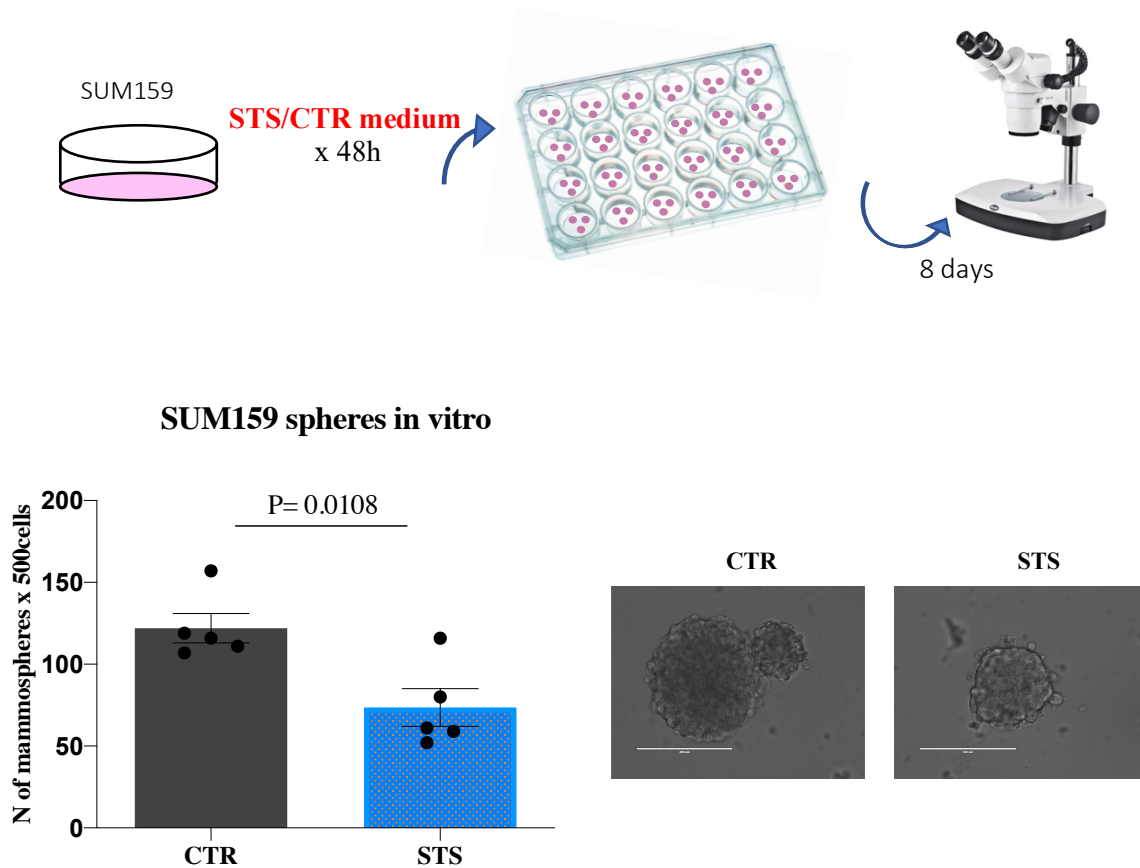 SUM159
STS/CTR medium
x 48h
8 days
SUM159 spheres in vitro
N of mammospheres x 500cells
200
150
100
50
0
P= 0.0108
CTR
STS
CTR
STS